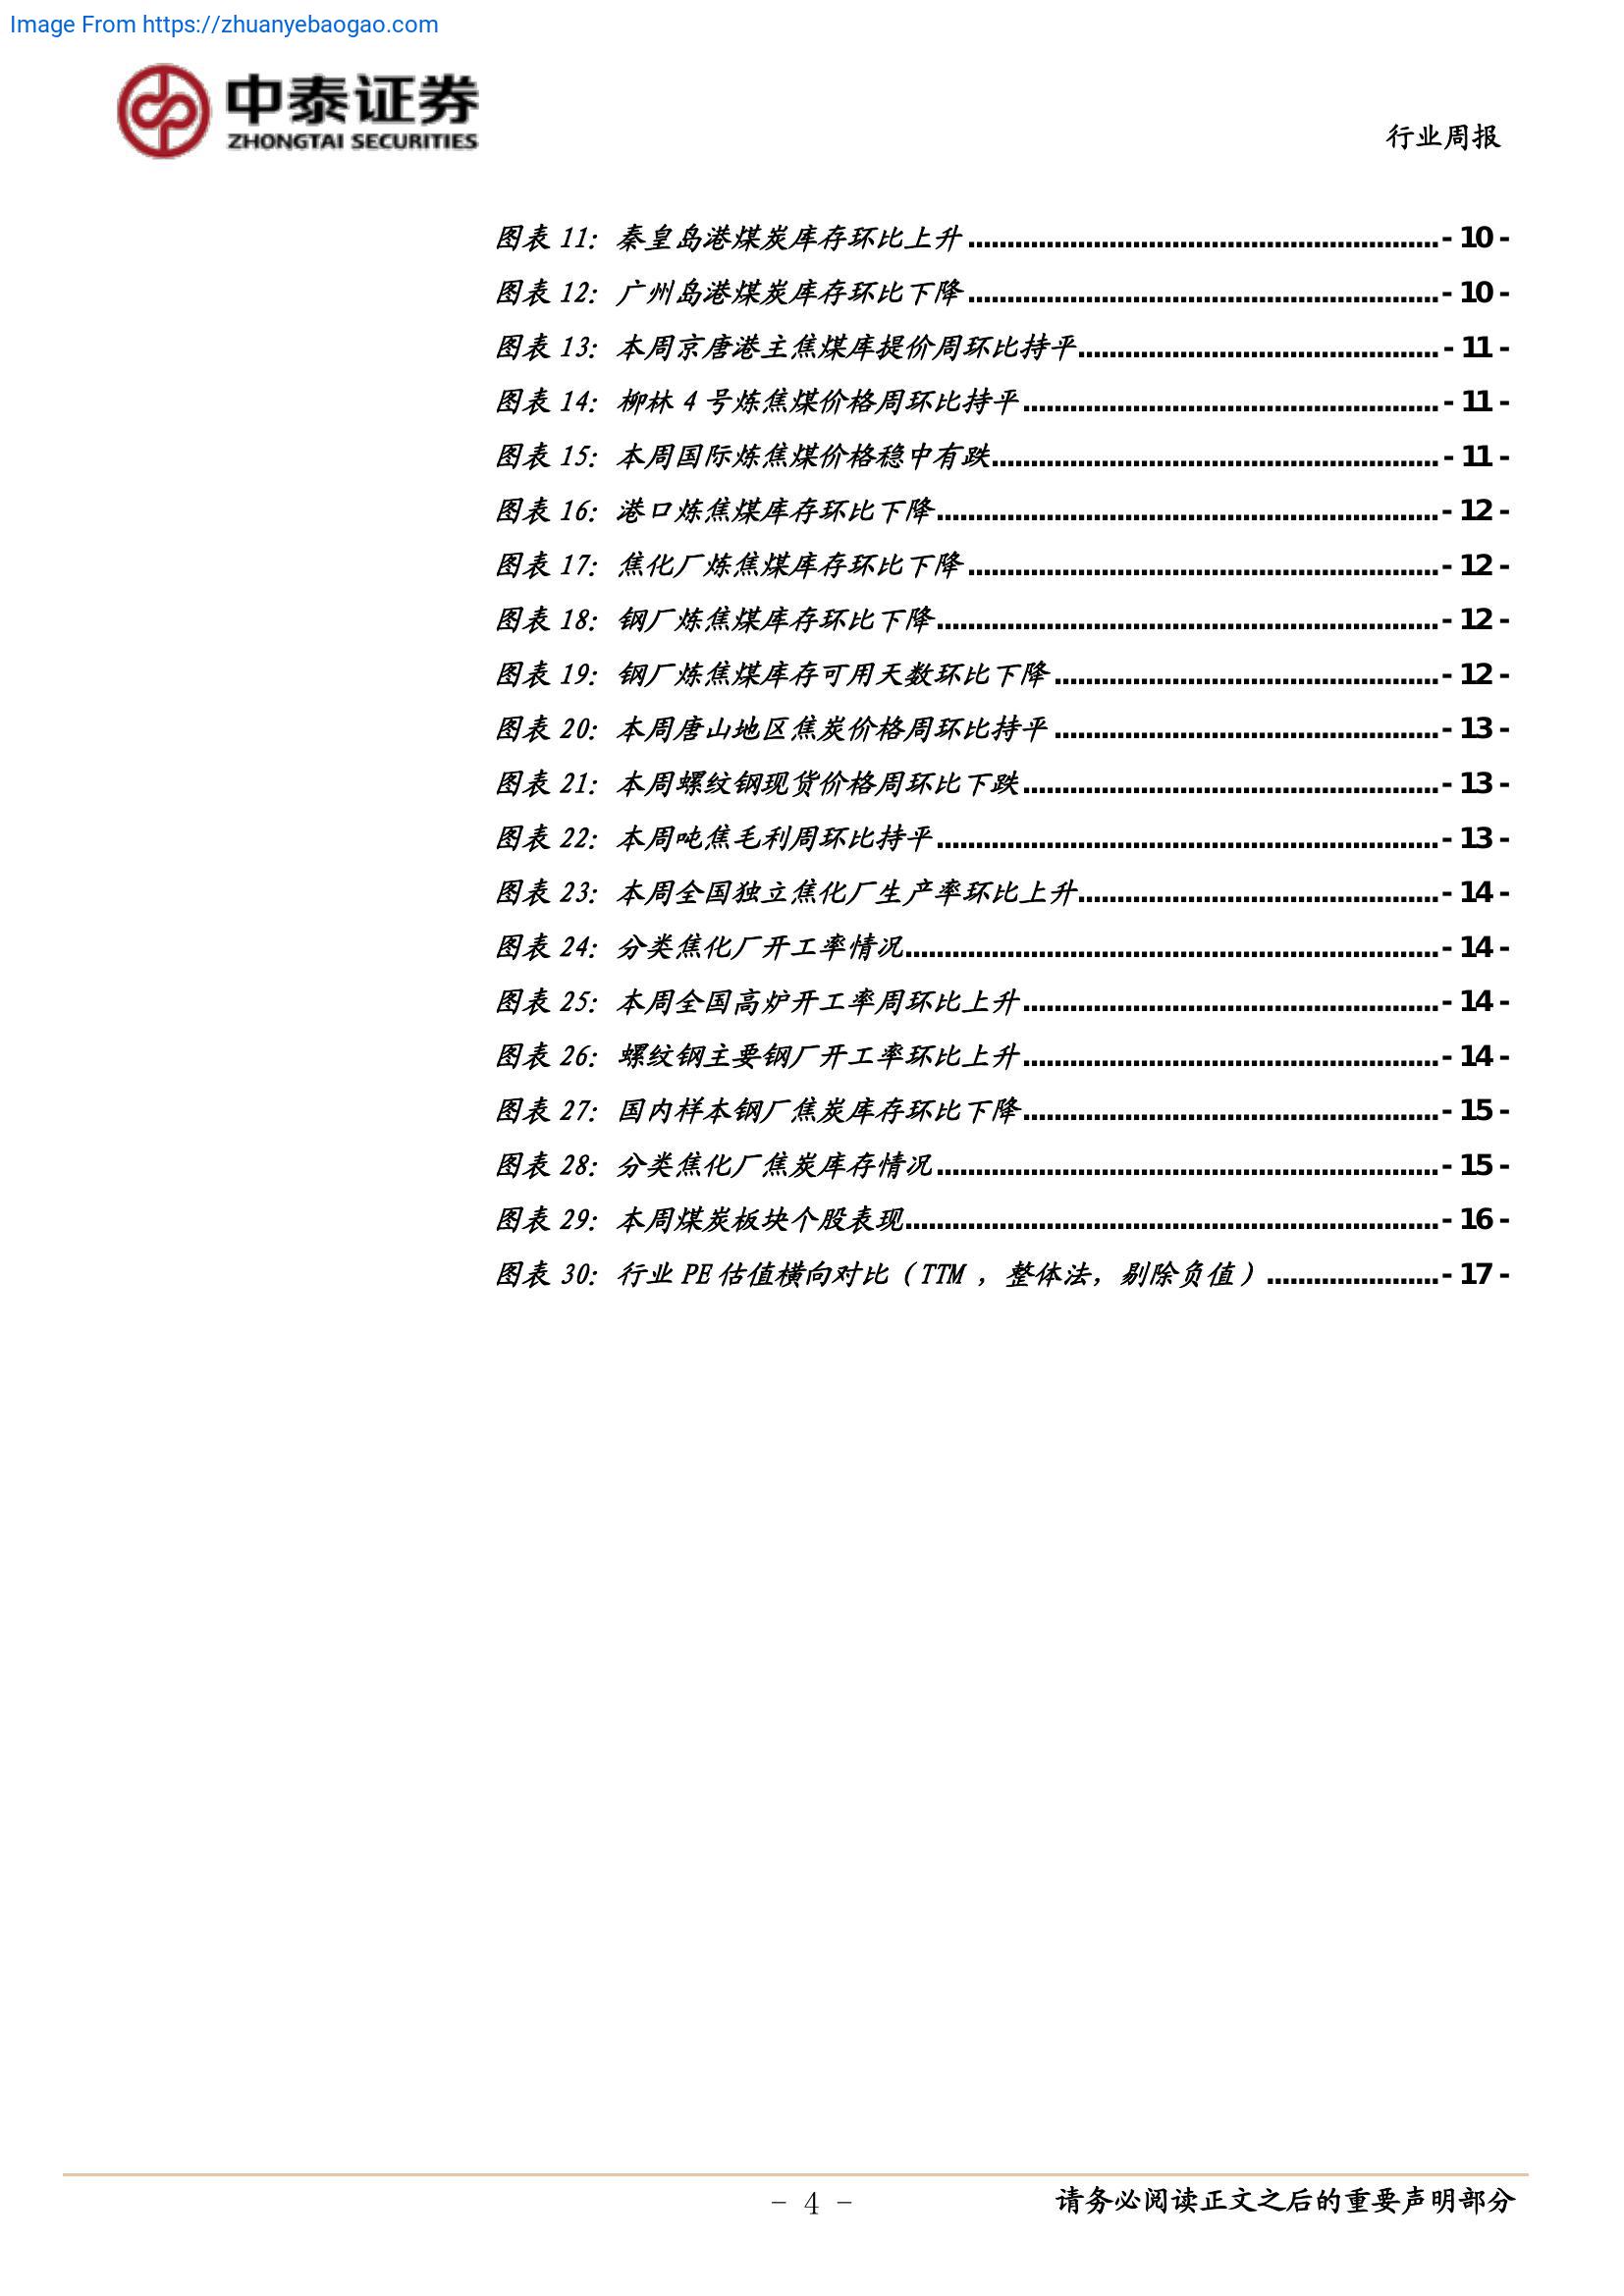 Image From https://zhuanyebaogao.com
中泰证券
ZHONGTAI SECURITIES
行业周报
图表 11：秦皇岛港煤炭库存环比上升............................................................- 10 -
图表 12：广州岛港煤炭库存环比下降............................................................- 10 -
图表 13：本周京唐港主焦煤库提价周环比持平..............................................- 11 -
图表 14：柳林 4 号炼焦煤价格周环比持平.....................................................- 11 -
图表 15：本周国际炼焦煤价格稳中有跌.........................................................- 11 -
图表 16：港口炼焦煤库存环比下降................................................................- 12 -
图表 17：焦化厂炼焦煤库存环比下降............................................................- 12 -
图表 18：钢厂炼焦煤库存环比下降................................................................- 12 -
图表 19：钢厂炼焦煤库存可用天数环比下降.................................................- 12 -
图表 20：本周唐山地区焦炭价格周环比持平.................................................- 13 -
图表 21：本周螺纹钢现货价格周环比下跌.....................................................- 13 -
图表 22：本周吨焦毛利周环比持平................................................................- 13 -
图表 23：本周全国独立焦化厂生产率环比上升..............................................- 14 -
图表 24：分类焦化厂开工率情况....................................................................- 14 -
图表 25：本周全国高炉开工率周环比上升.....................................................- 14 -
图表 26：螺纹钢主要钢厂开工率环比上升.....................................................- 14 -
图表 27：国内样本钢厂焦炭库存环比下降.....................................................- 15 -
图表 28：分类焦化厂焦炭库存情况................................................................- 15 -
图表 29：本周煤炭板块个股表现....................................................................- 16 -
图表 30：行业 PE 估值横向对比（TTM ，整体法，剔除负值）......................- 17 -
- 4 -
请务必阅读正文之后的重要声明部分